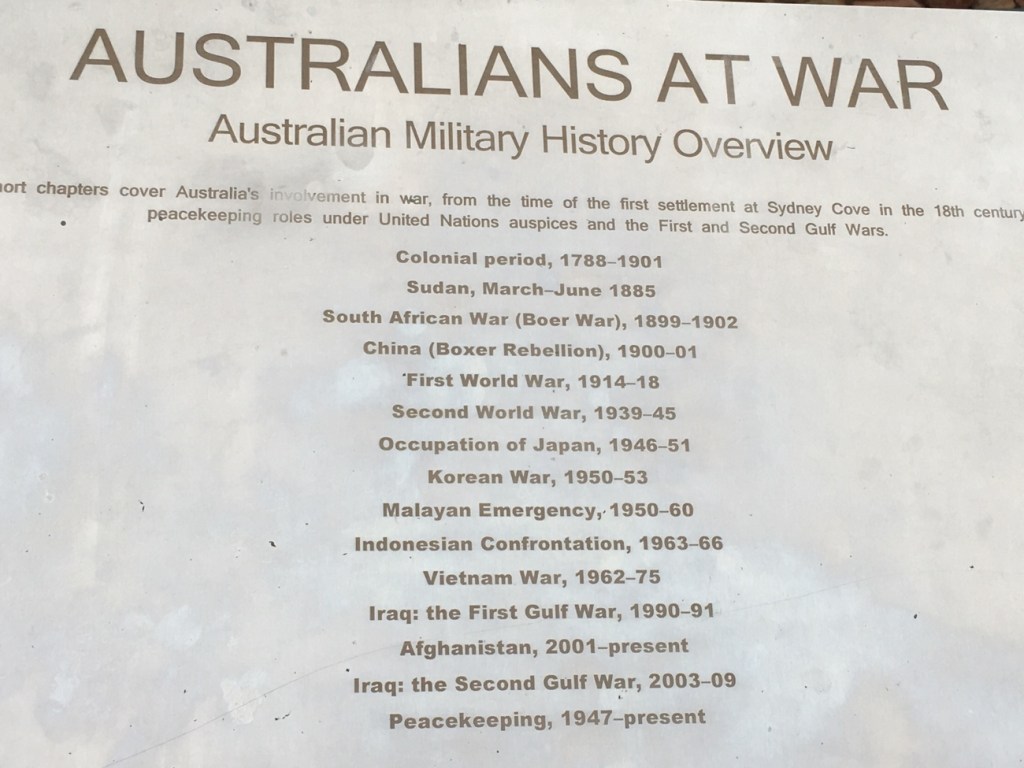 AUSTRALIANS AT WAR
Australian Military History Overview
chapters cover Australia's involvement in war, from the time of the first settlement at Sydney Cove in the 18th century
peacekeeping roles under United Nations auspices and the First and Second Gulf Wars.
Colonial period, 1788–1901
Sudan, March–June 1885
South African War (Boer War), 1899–1902
China (Boxer Rebellion), 1900–01
First World War, 1914–18
Second World War, 1939–45
Occupation of Japan, 1946–51
Korean War, 1950–53
Malayan Emergency, 1950–60
Indonesian Confrontation, 1963–66
Vietnam War, 1962–75
Iraq: the First Gulf War, 1990–91
Afghanistan, 2001–present
Iraq: the Second Gulf War, 2003–09
Peacekeeping, 1947–present